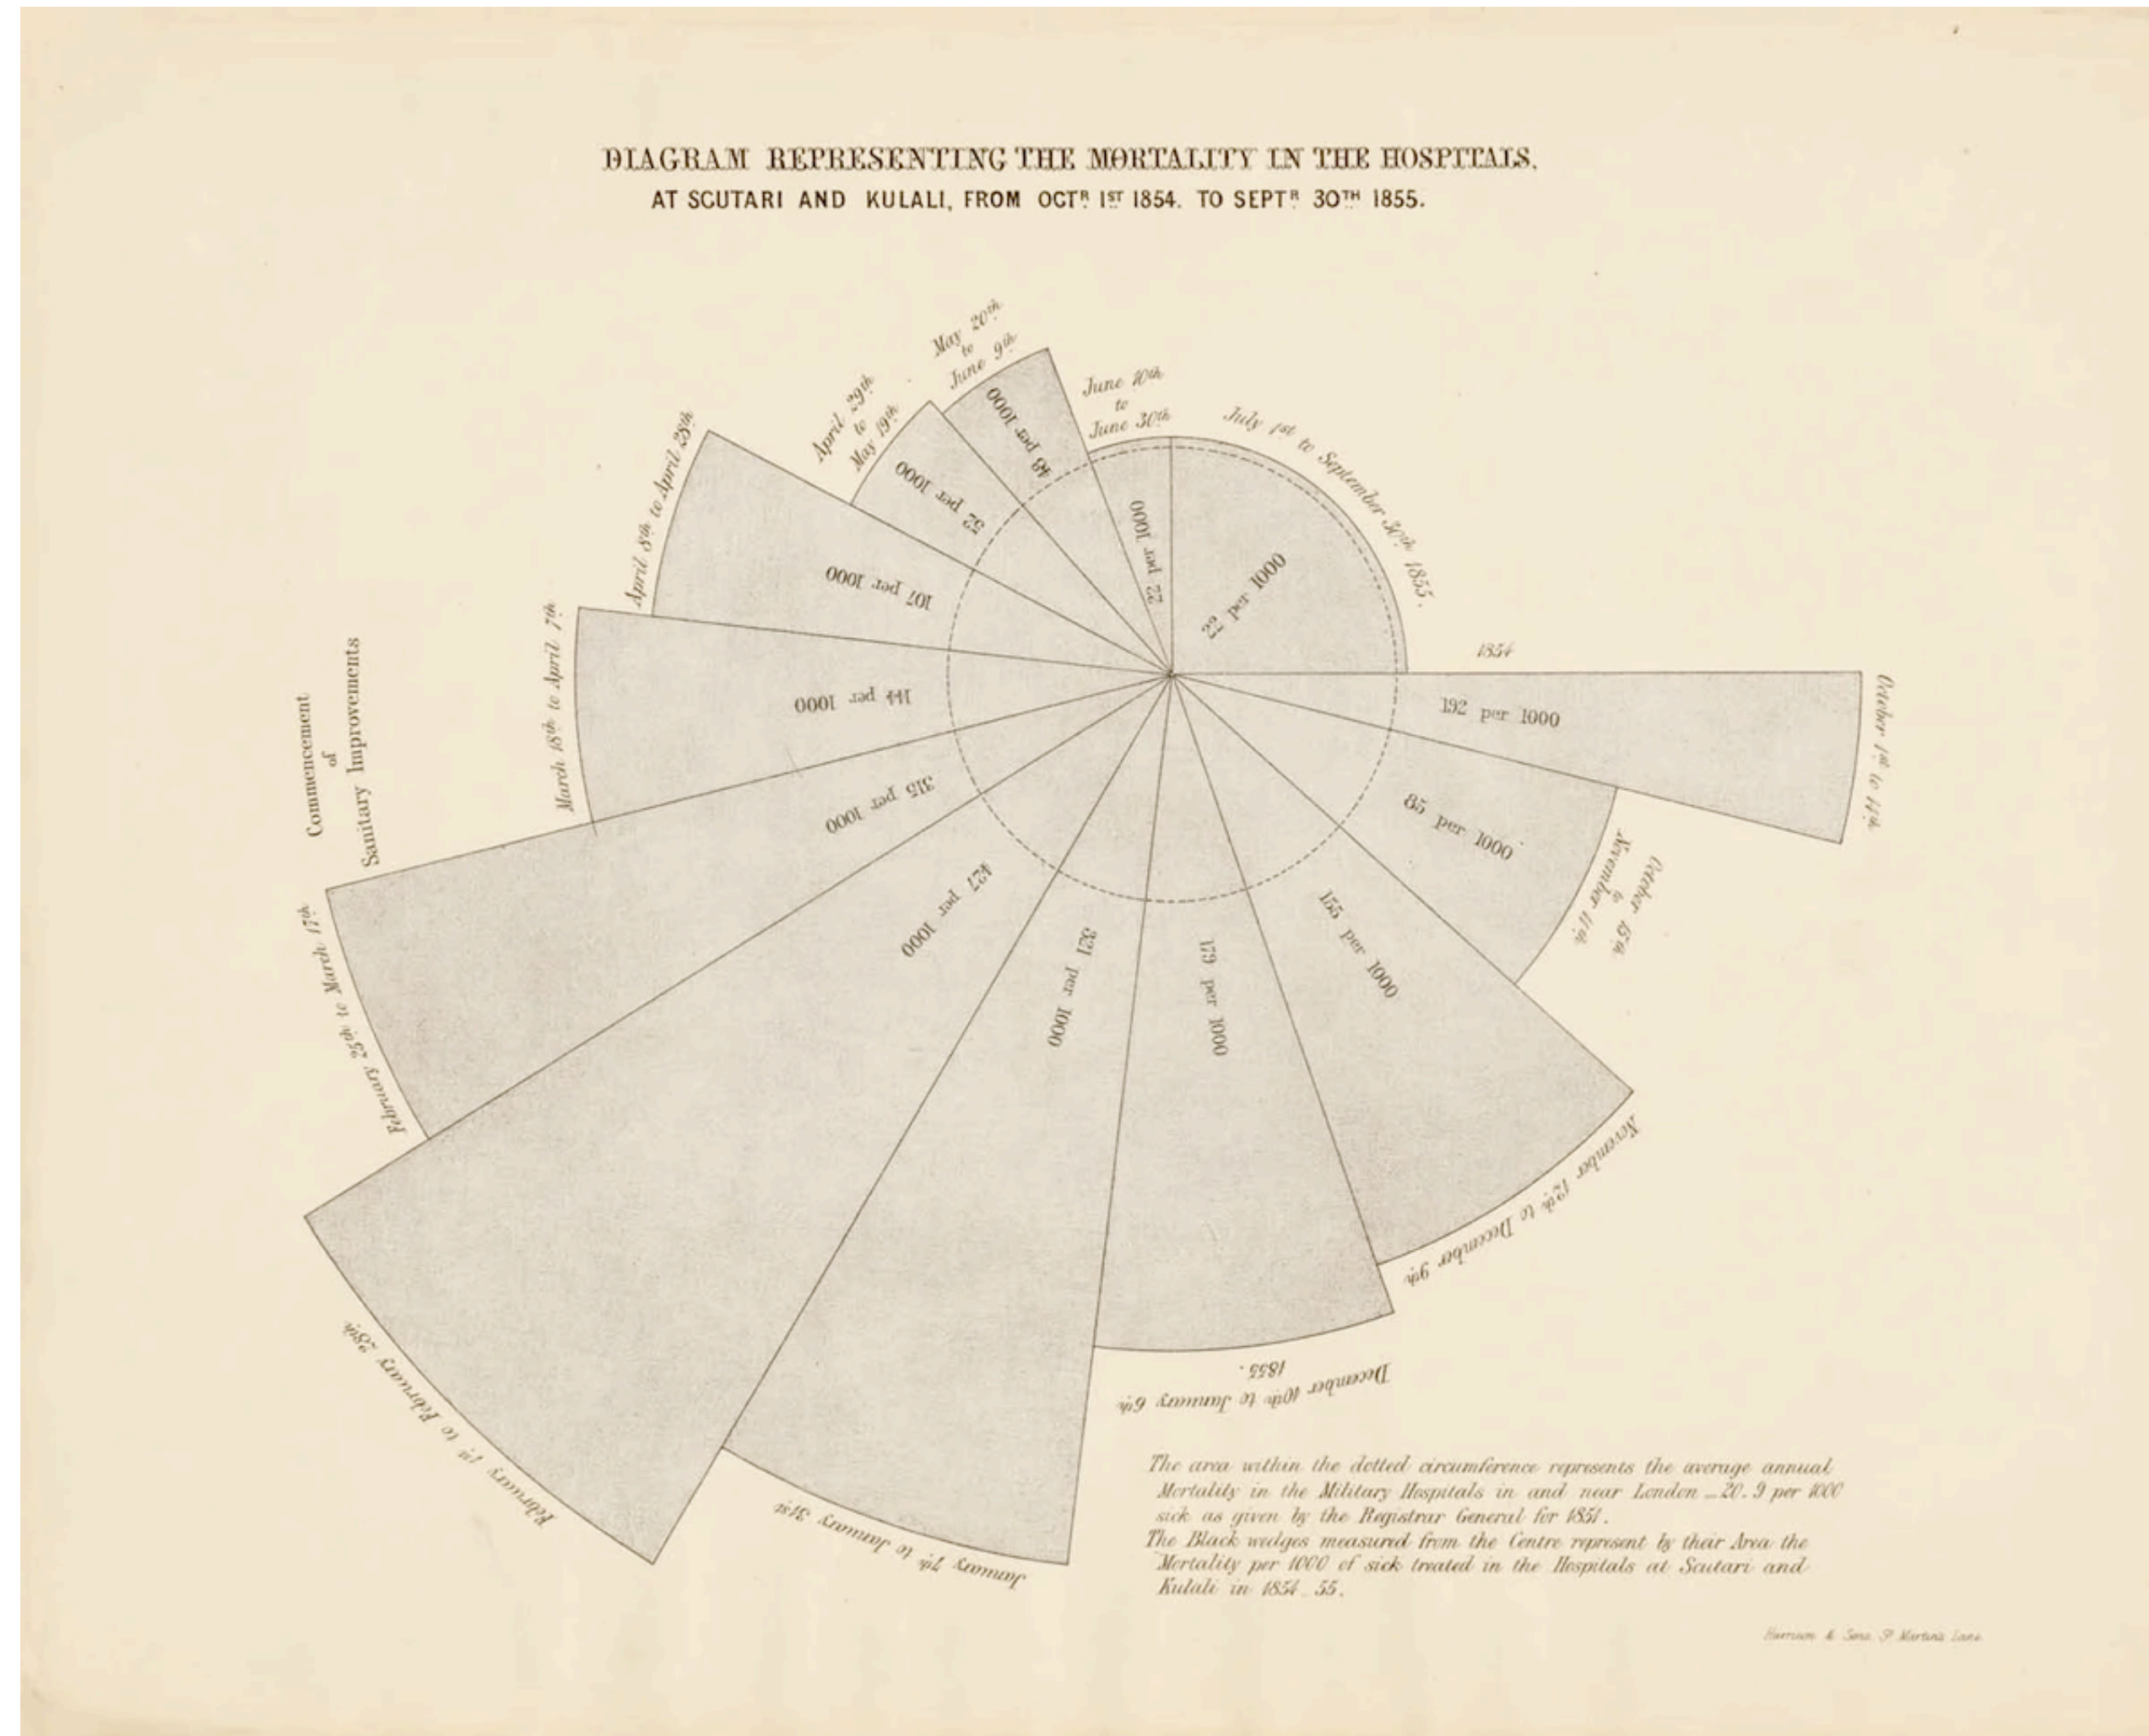 DIAGRAM REPRESENTING THE MORTALITY IN THE HOSPITALS,
AT SCUTARI AND KULALI, FROM OCTR 1ST 1854. TO SEPTR 30TH 1855.
1854
October 1st to 14th
192 per 1000
October 15th
to
November 11th
85 per 1000
November 12th to December 9th
155 per 1000
December 10th to January 6th
1855.
179 per 1000
January 7th to January 31st
321 per 1000
February 1st to February 28th
427 per 1000
February 25th to March 17th
315 per 1000
Commencement
of
Sanitary Improvements
March 18th to April 7th
144 per 1000
April 8th to April 28th
107 per 1000
April 29th
to
May 19th
52 per 1000
May 20th
to
June 9th
48 per 1000
June 10th
to
June 30th
22 per 1000
July 1st to September 30th 1855.
22 per 1000
The area within the dotted circumference represents the average annual
Mortality in the Military Hospitals in and near London _ 20.9 per 1000
sick as given by the Registrar General for 1851.
The Black wedges measured from the Centre represent by their Area the
Mortality per 1000 of sick treated in the Hospitals at Scutari and
Kulali in 1854_55.
Harrison & Sons, St Martin's Lane